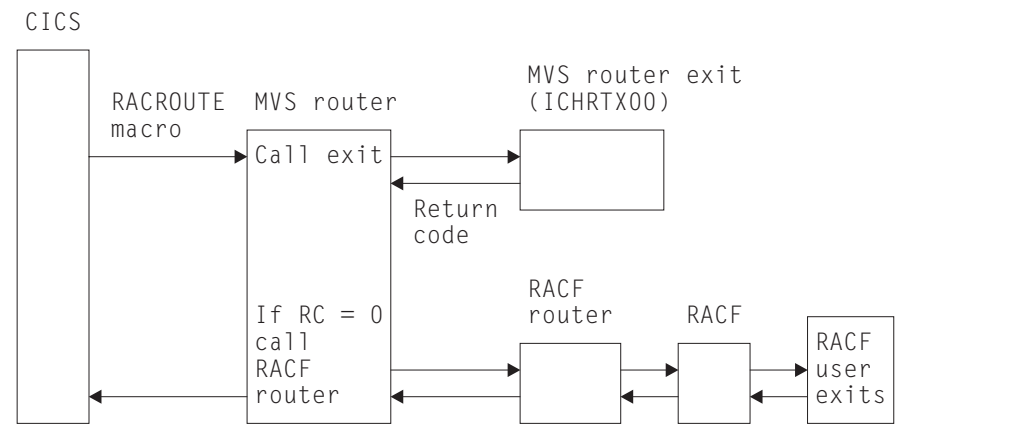 CICS
RACROUTE
macro
MVS router
MVS router exit
(ICHRTX00)
Call exit
Return
code
If RC = 0
call
RACF
router
RACF
router
RACF
RACF
user
exits